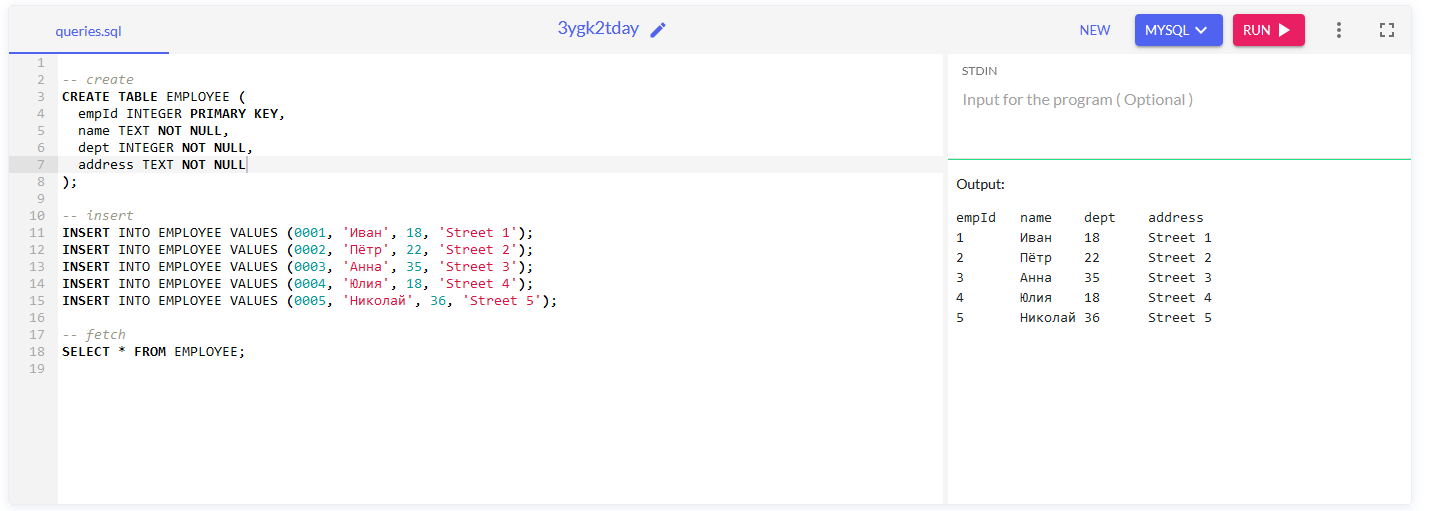 queries.sql
3ygk2tday
NEW
MYSQL
RUN
1
2 -- create
3 CREATE TABLE EMPLOYEE (
4 empId INTEGER PRIMARY KEY,
5 name TEXT NOT NULL,
6 dept INTEGER NOT NULL,
7 address TEXT NOT NULL
8 );
9
10 -- insert
11 INSERT INTO EMPLOYEE VALUES (0001, 'Иван', 18, 'Street 1');
12 INSERT INTO EMPLOYEE VALUES (0002, 'Пётр', 22, 'Street 2');
13 INSERT INTO EMPLOYEE VALUES (0003, 'Анна', 35, 'Street 3');
14 INSERT INTO EMPLOYEE VALUES (0004, 'Юлия', 18, 'Street 4');
15 INSERT INTO EMPLOYEE VALUES (0005, 'Николай', 36, 'Street 5');
16
17 -- fetch
18 SELECT * FROM EMPLOYEE;
19
STDIN
Input for the program ( Optional )
Output:
empId name dept address
1 Иван 18 Street 1
2 Пётр 22 Street 2
3 Анна 35 Street 3
4 Юлия 18 Street 4
5 Николай 36 Street 5